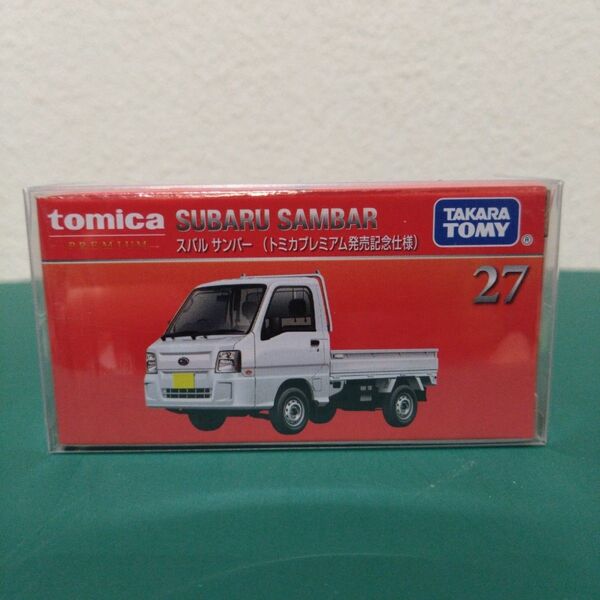 tomica
PREMIUM
SUBARU SAMBAR
スバル サンバー (トミカプレミアム発売記念仕様)
TAKARA
TOMY
®
27